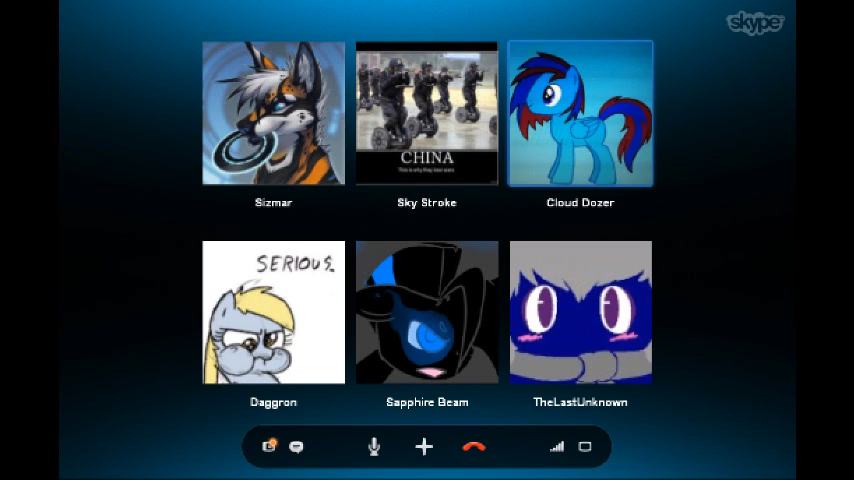 skype
CHINA
Sizmar
Sky Stroke
Cloud Dozer
SERIOUS
Daggron
Sapphire Beam
TheLastUnknown